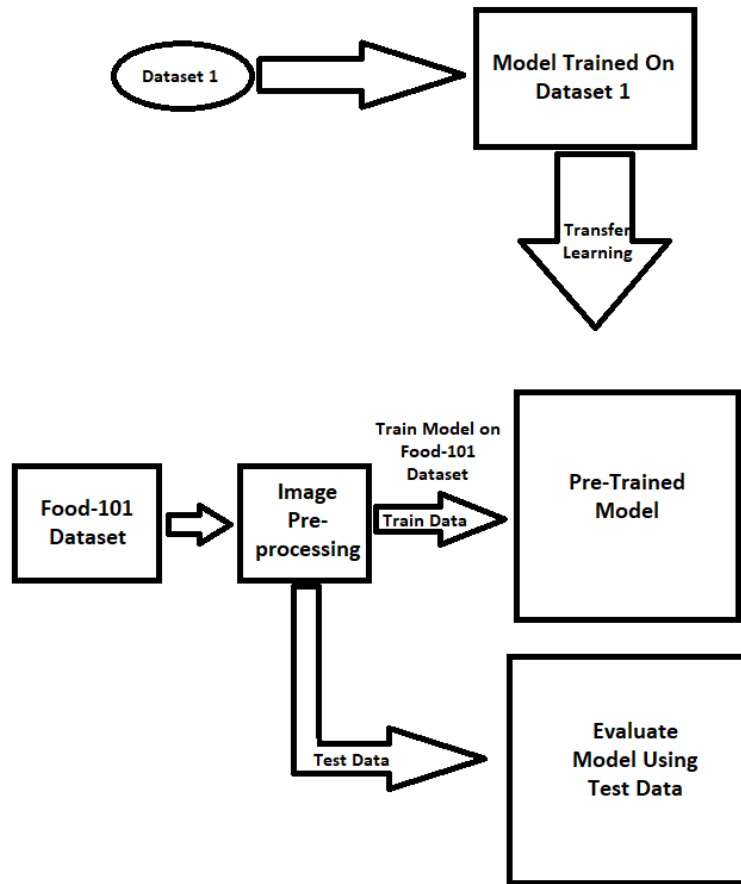 Dataset 1
Model Trained On
Dataset 1
Transfer
Learning
Train Model on
Food-101
Dataset
Food-101
Dataset
Image
Pre-
processing
Train Data
Pre-Trained
Model
Test Data
Evaluate
Model Using
Test Data